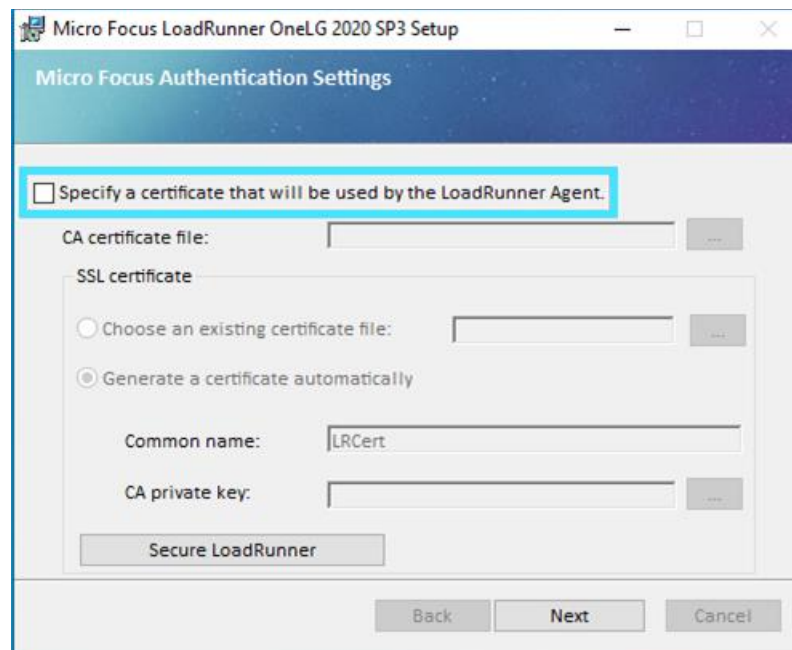 Micro Focus LoadRunner OneLG 2020 SP3 Setup
Micro Focus Authentication Settings
Specify a certificate that will be used by the LoadRunner Agent.
CA certificate file:
...
SSL certificate
Choose an existing certificate file:
...
Generate a certificate automatically
Common name:
LRCert
CA private key:
...
Secure LoadRunner
Back
Next
Cancel